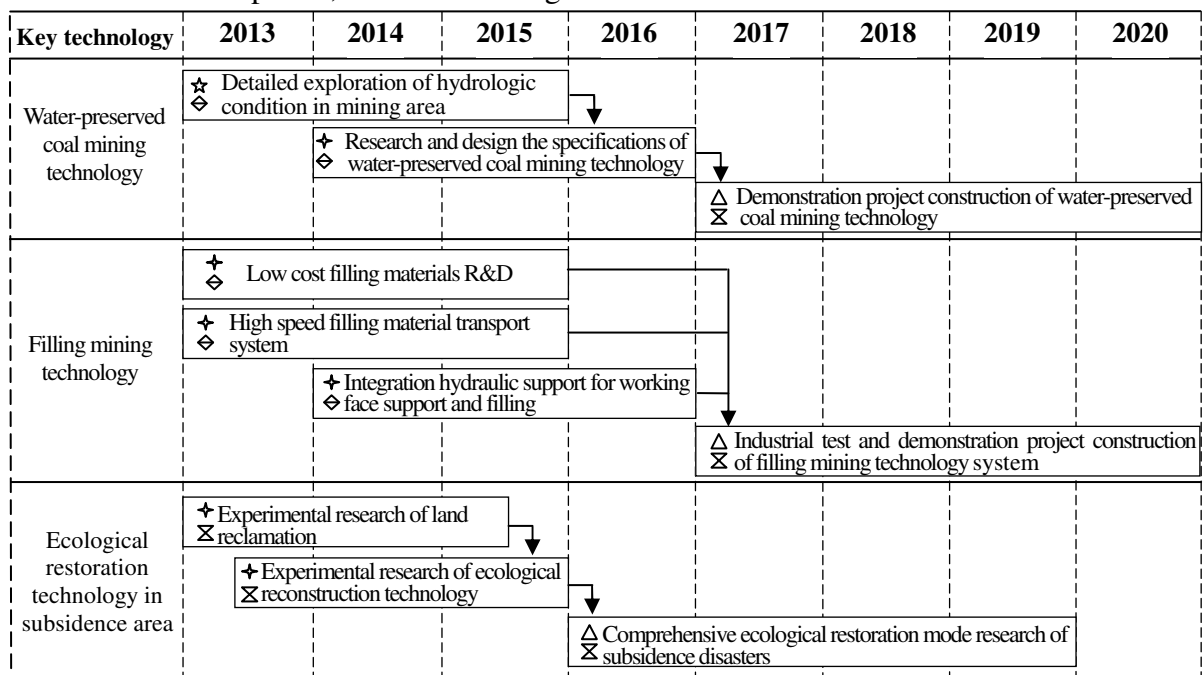 Key technology 2013 2014 2015 2016 2017 2018 2019 2020
Water-preserved
coal mining
technology
Detailed exploration of hydrologic
condition in mining area
Research and design the specifications of
water-preserved coal mining technology
Demonstration project construction of water-preserved
coal mining technology
Filling mining
technology
Low cost filling materials R&D
High speed filling material transport
system
Integration hydraulic support for working
face support and filling
Industrial test and demonstration project construction
of filling mining technology system
Ecological
restoration
technology in
subsidence area
Experimental research of land
reclamation
Experimental research of ecological
reconstruction technology
Comprehensive ecological restoration mode research of
subsidence disasters